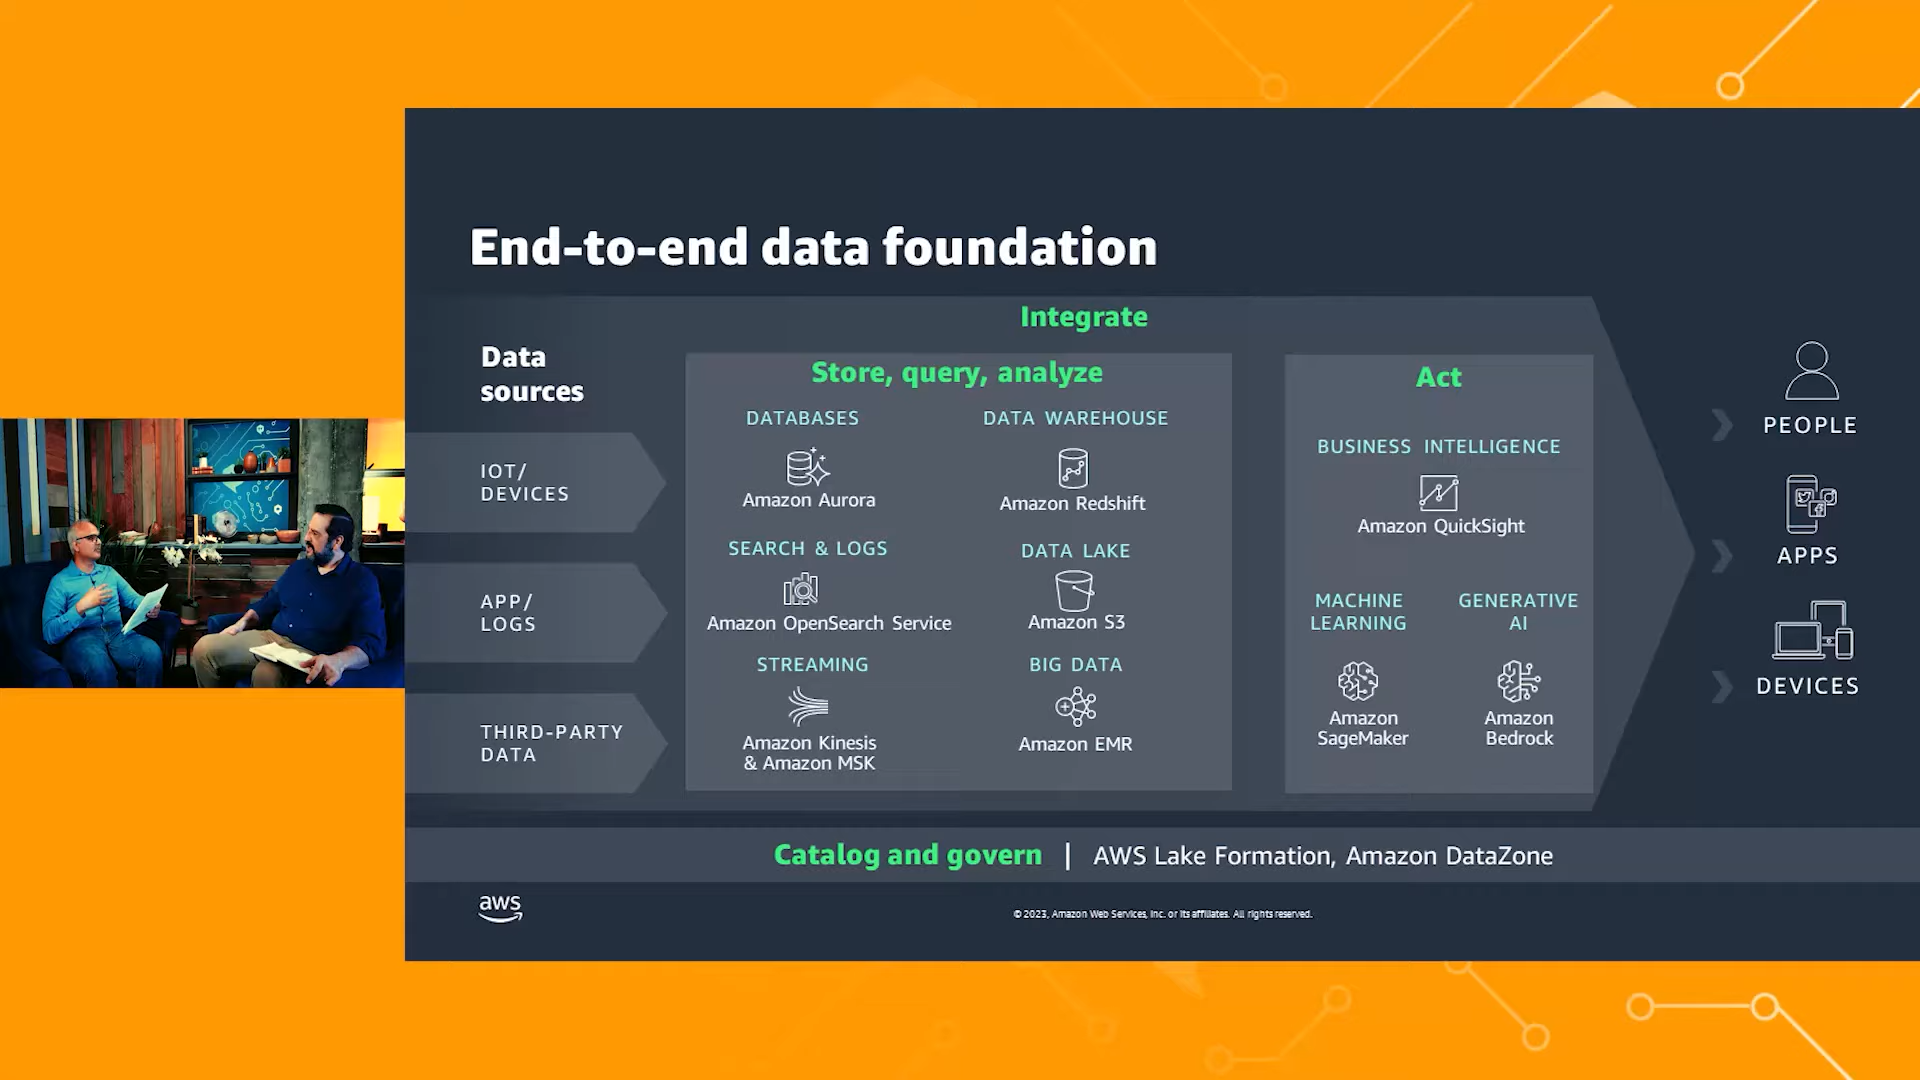 End-to-end data foundation
Integrate
Data
sources
IOT/
DEVICES
APP/
LOGS
THIRD-PARTY
DATA
Store, query, analyze
DATABASES
Amazon Aurora
DATA WAREHOUSE
Amazon Redshift
SEARCH & LOGS
Amazon OpenSearch Service
DATA LAKE
Amazon S3
STREAMING
Amazon Kinesis
& Amazon MSK
BIG DATA
Amazon EMR
Act
BUSINESS INTELLIGENCE
Amazon QuickSight
MACHINE
LEARNING
Amazon
SageMaker
GENERATIVE
AI
Amazon
Bedrock
PEOPLE
APPS
DEVICES
Catalog and govern | AWS Lake Formation, Amazon DataZone
aws
© 2023, Amazon Web Services, Inc. or its affiliates. All rights reserved.